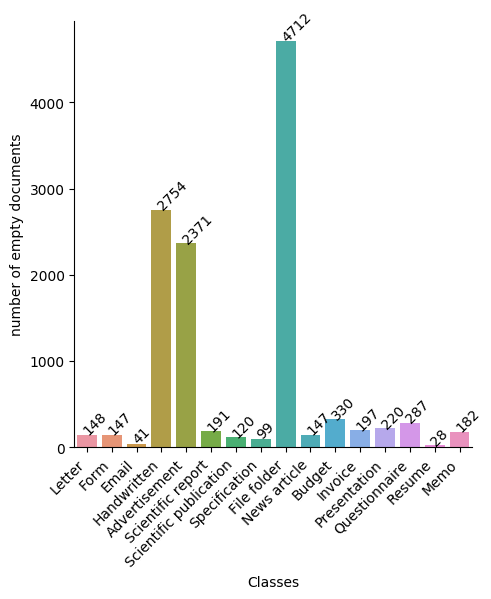 number of empty documents
4000
3000
2000
1000
0
148
147
41
2754
2371
191
120
99
4712
147
330
197
220
287
28
182
Letter
Form
Email
Handwritten
Advertisement
Scientific report
Scientific publication
Specification
File folder
News article
Budget
Invoice
Presentation
Questionnaire
Resume
Memo
Classes